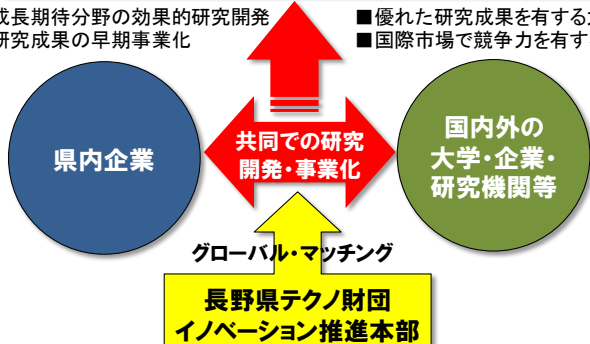 成長期待分野の効果的研究開発
研究成果の早期事業化
■優れた研究成果を有する
■国際市場で競争力を有す
県内企業
共同での研究
開発・事業化
国内外の
大学・企業・
研究機関等
グローバル・マッチング
長野県テクノ財団
イノベーション推進本部